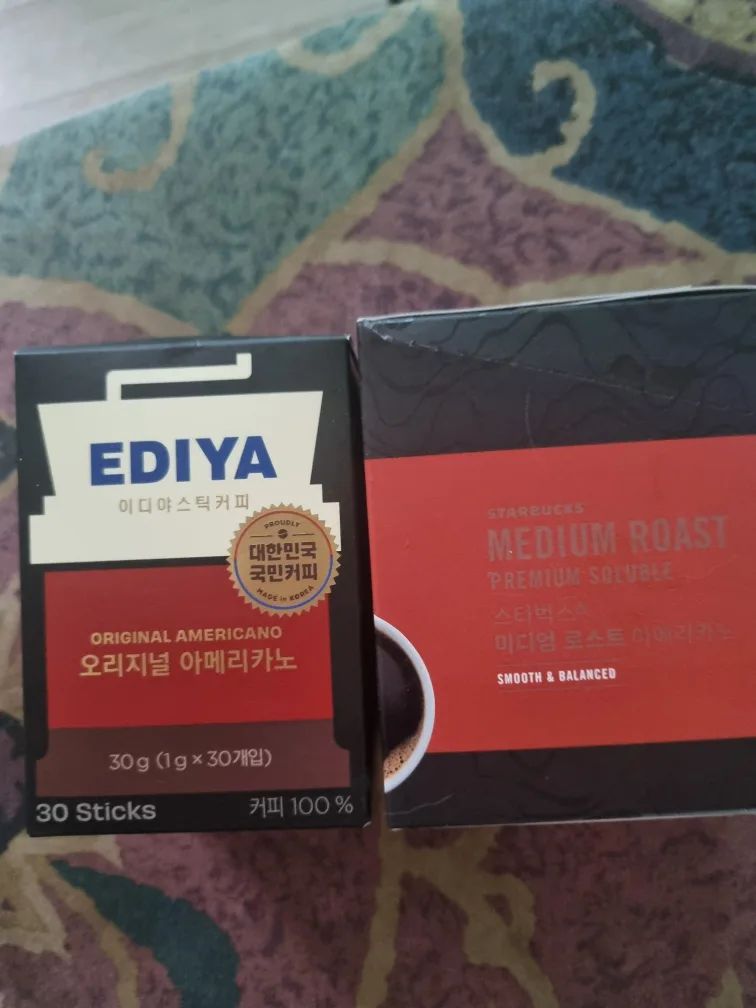 EDIYA
이디야스틱커피
PROUDLY
대한민국
국민커피
MADE in KOREA
ORIGINAL AMERICANO
오리지널 아메리카노
30g (1g × 30개입)
30 Sticks
커피 100%
STARBUCKS
MEDIUM ROAST
PREMIUM SOLUBLE
스타벅스®
미디엄 로스트 아메리카노
SMOOTH & BALANCED